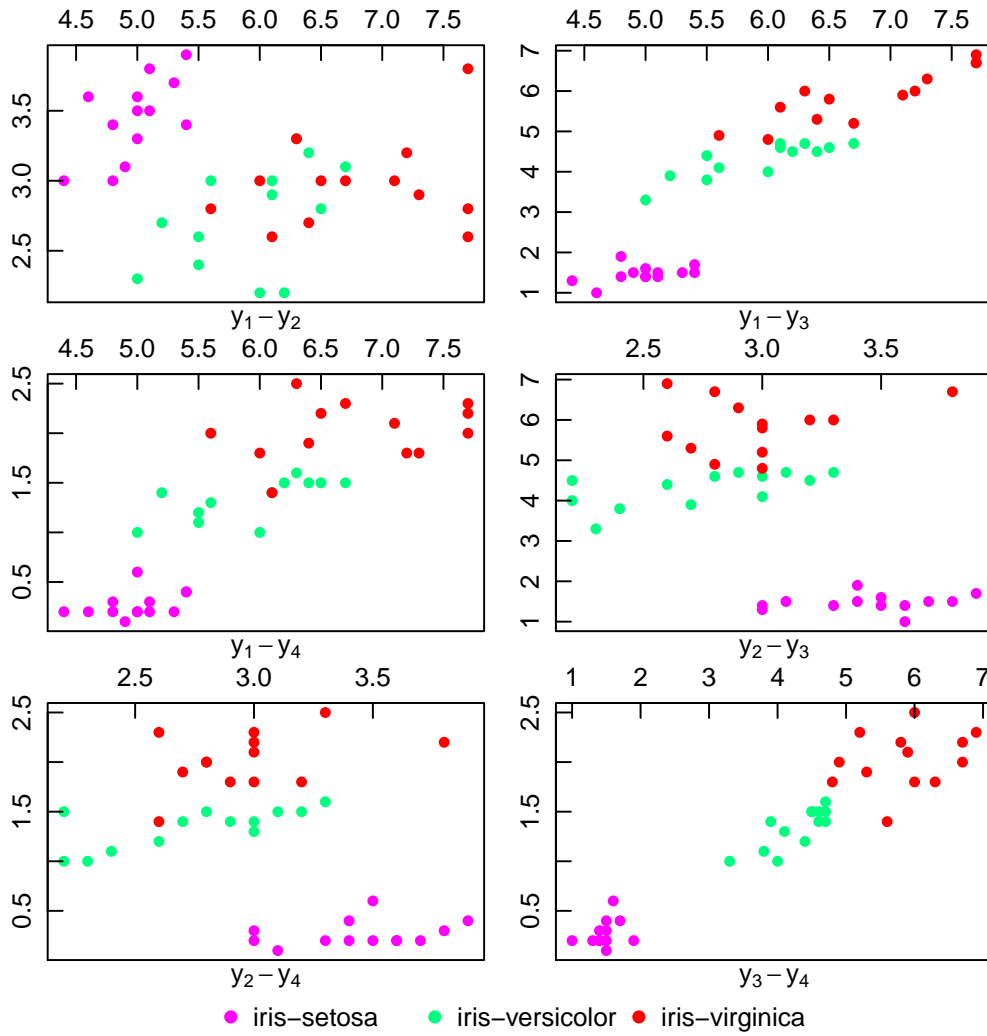 4.5 5.0 5.5 6.0 6.5 7.0 7.5
4.5 5.0 5.5 6.0 6.5 7.0 7.5
2.5 3.0 3.5
1 2 3 4 5 6 7
y₁−y₂
y₁−y₃
4.5 5.0 5.5 6.0 6.5 7.0 7.5
2.5 3.0 3.5
0.5 1.5 2.5
1 2 3 4 5 6 7
y₁−y₄
y₂−y₃
2.5 3.0 3.5
1 2 3 4 5 6 7
0.5 1.5 2.5
0.5 1.5 2.5
y₂−y₄
y₃−y₄
iris−setosa iris−versicolor iris−virginica